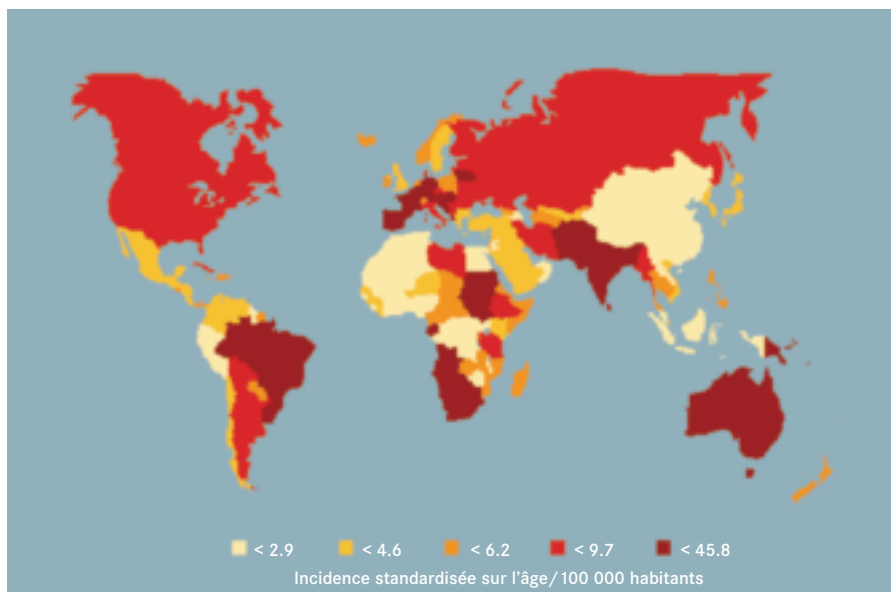 < 2.9 < 4.6 < 6.2 < 9.7 < 45.8
Incidence standardisée sur l'âge/100 000 habitants